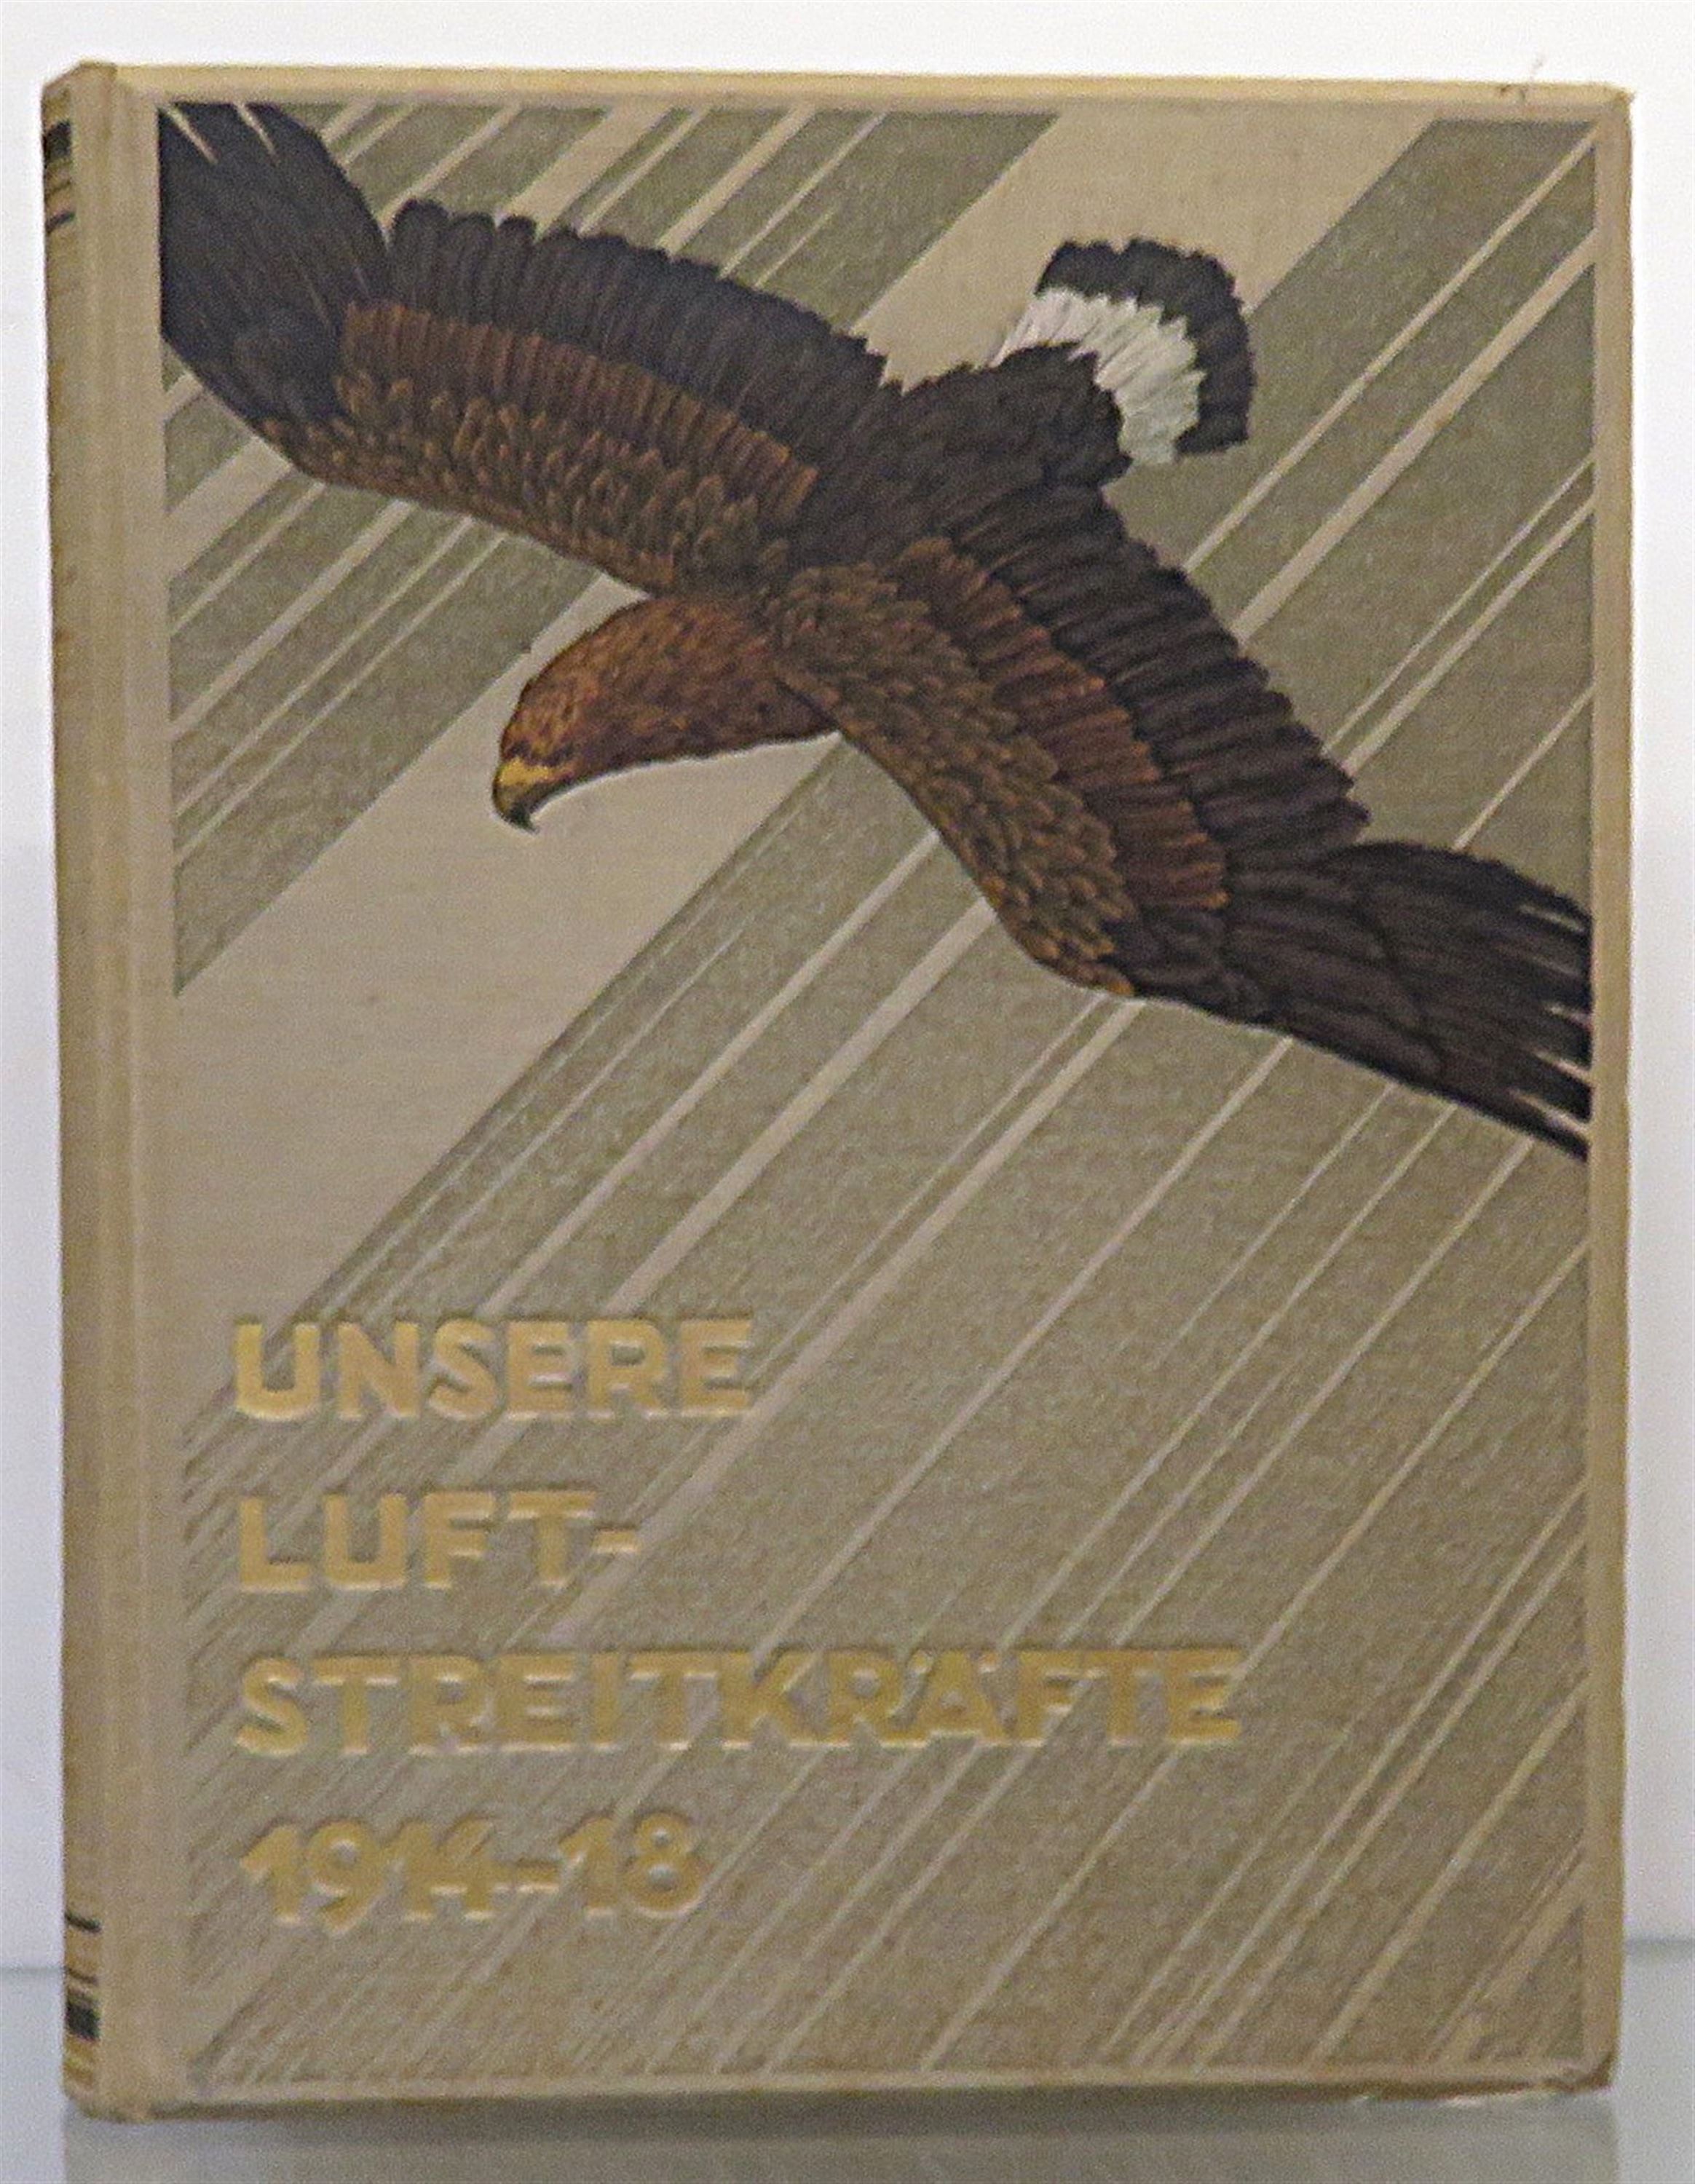 UNSERE
LUFT-
STREITKRÄFTE
1914-18